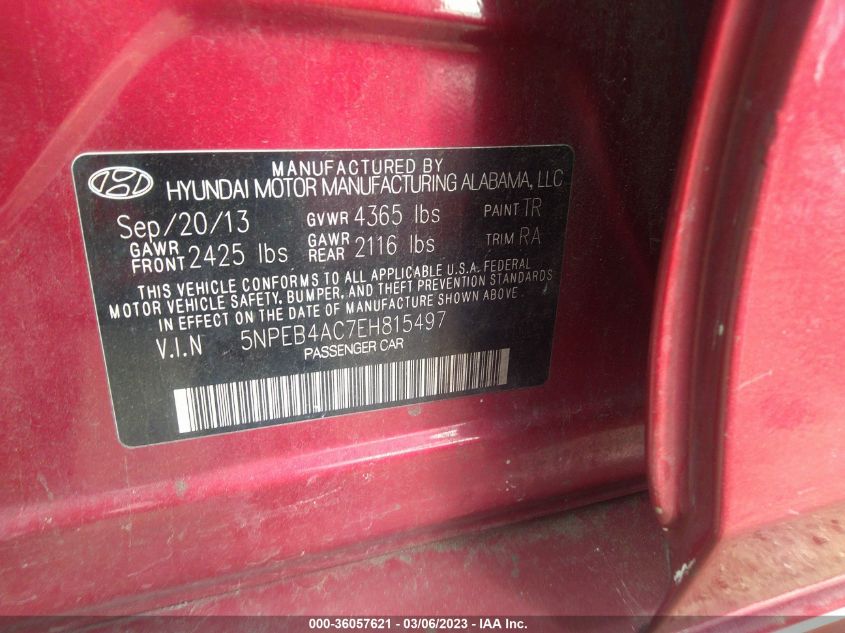 MANUFACTURED BY
HYUNDAI MOTOR MANUFACTURING ALABAMA, LLC
Sep/20/13 GVWR 4365 lbs PAINT TR
GAWR FRONT 2425 lbs GAWR REAR 2116 lbs TRIM RA
THIS VEHICLE CONFORMS TO ALL APPLICABLE U.S.A. FEDERAL
MOTOR VEHICLE SAFETY, BUMPER, AND THEFT PREVENTION STANDARDS
IN EFFECT ON THE DATE OF MANUFACTURE SHOWN ABOVE.
V.I.N 5NPEB4AC7EH815497
PASSENGER CAR
000-36057621 - 03/06/2023 - IAA Inc.